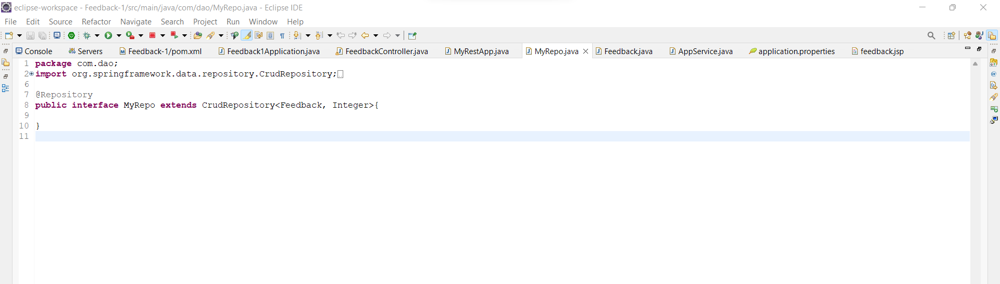 eclipse-workspace - Feedback-1/src/main/java/com/dao/MyRepo.java - Eclipse IDE
File Edit Source Refactor Navigate Search Project Run Window Help
Console Servers Feedback-1/pom.xml Feedback1Application.java FeedbackController.java MyRestApp.java MyRepo.java Feedback.java AppService.java application.properties feedback.jsp
1 package com.dao;
2 import org.springframework.data.repository.CrudRepository;
6
7 @Repository
8 public interface MyRepo extends CrudRepository<Feedback, Integer>{
9
10 }
11